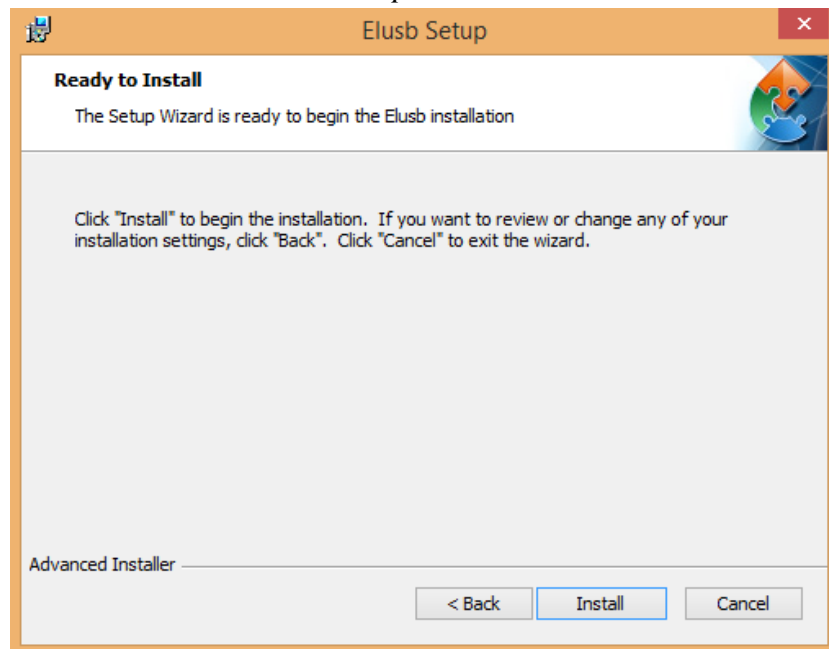 Elusb Setup
Ready to Install
The Setup Wizard is ready to begin the Elusb installation
Click "Install" to begin the installation.  If you want to review or change any of your
installation settings, click "Back".  Click "Cancel" to exit the wizard.
Advanced Installer
< Back Install Cancel